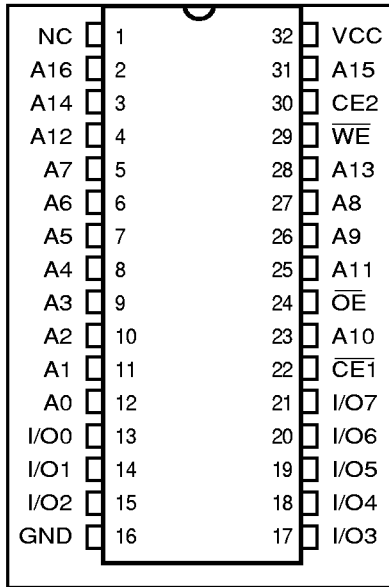 NC 1 32 VCC
A16 2 31 A15
A14 3 30 CE2
A12 4 29 W̅E̅
A7 5 28 A13
A6 6 27 A8
A5 7 26 A9
A4 8 25 A11
A3 9 24 O̅E̅
A2 10 23 A10
A1 11 22 C̅E̅1̅
A0 12 21 I/O7
I/O0 13 20 I/O6
I/O1 14 19 I/O5
I/O2 15 18 I/O4
GND 16 17 I/O3